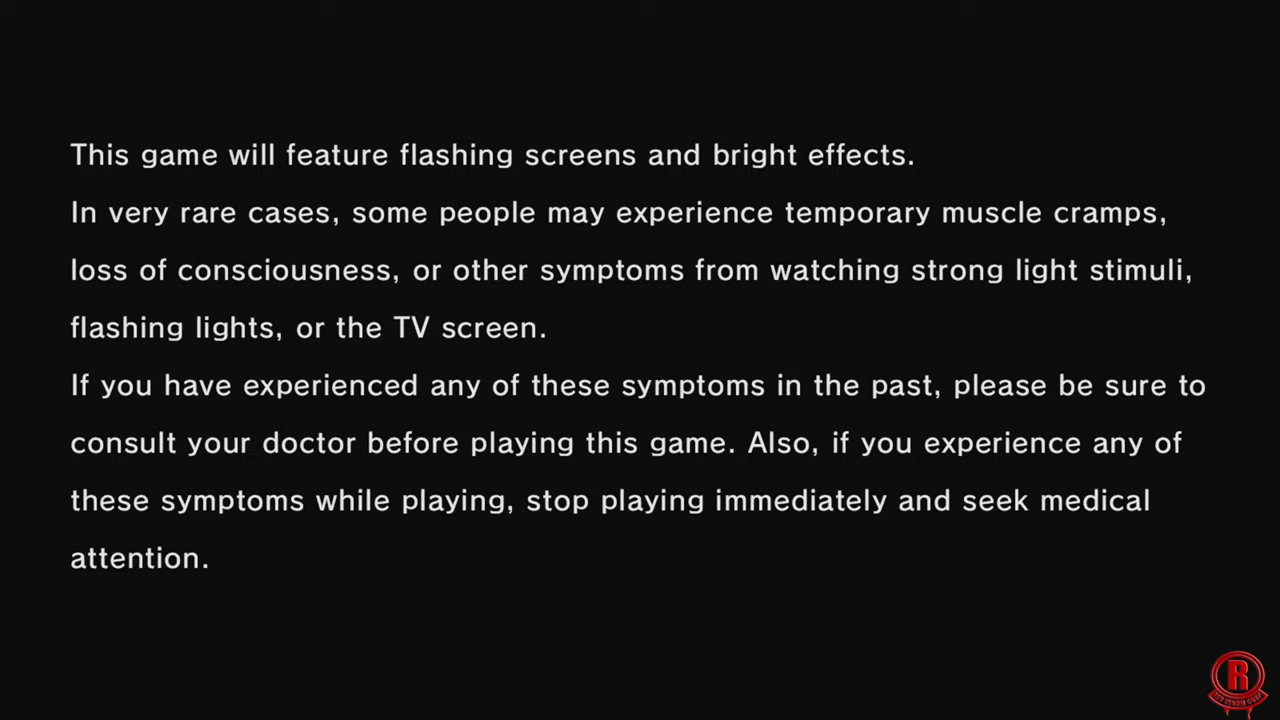 This game will feature flashing screens and bright effects.
In very rare cases, some people may experience temporary muscle cramps,
loss of consciousness, or other symptoms from watching strong light stimuli,
flashing lights, or the TV screen.
If you have experienced any of these symptoms in the past, please be sure to
consult your doctor before playing this game. Also, if you experience any of
these symptoms while playing, stop playing immediately and seek medical
attention.
R